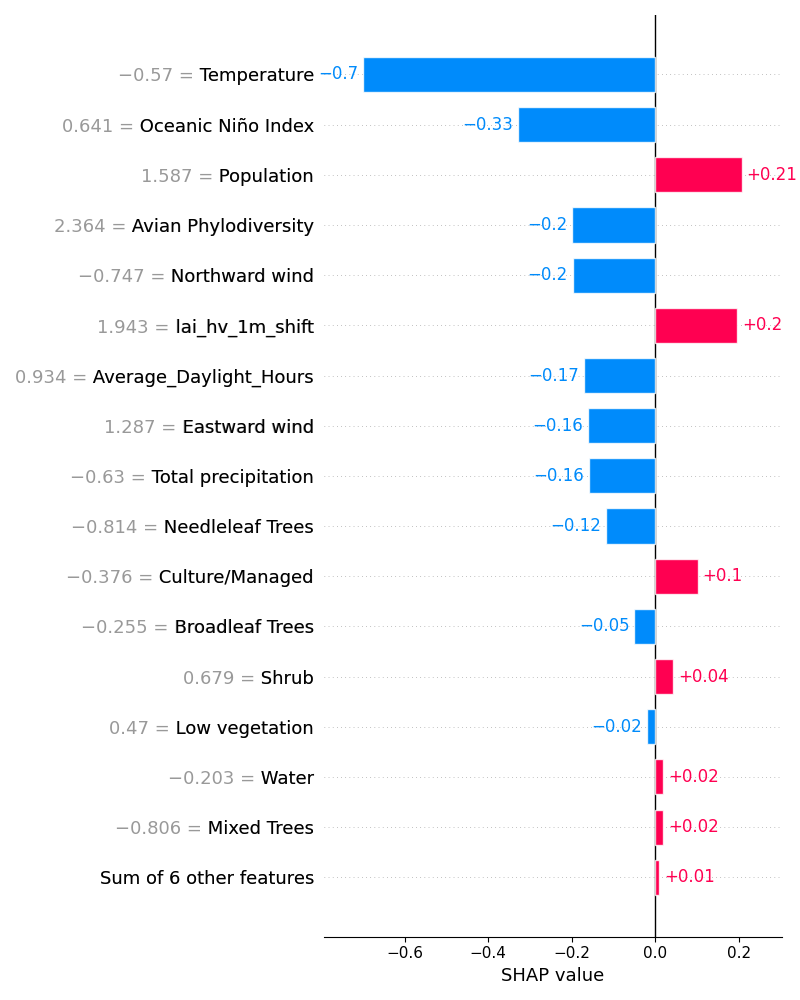 −0.57 = Temperature −0.7
0.641 = Oceanic Niño Index −0.33
1.587 = Population +0.21
2.364 = Avian Phylodiversity −0.2
−0.747 = Northward wind −0.2
1.943 = lai_hv_1m_shift +0.2
0.934 = Average_Daylight_Hours −0.17
1.287 = Eastward wind −0.16
−0.63 = Total precipitation −0.16
−0.814 = Needleleaf Trees −0.12
−0.376 = Culture/Managed +0.1
−0.255 = Broadleaf Trees −0.05
0.679 = Shrub +0.04
0.47 = Low vegetation −0.02
−0.203 = Water +0.02
−0.806 = Mixed Trees +0.02
Sum of 6 other features +0.01
−0.6 −0.4 −0.2 0.0 0.2
SHAP value